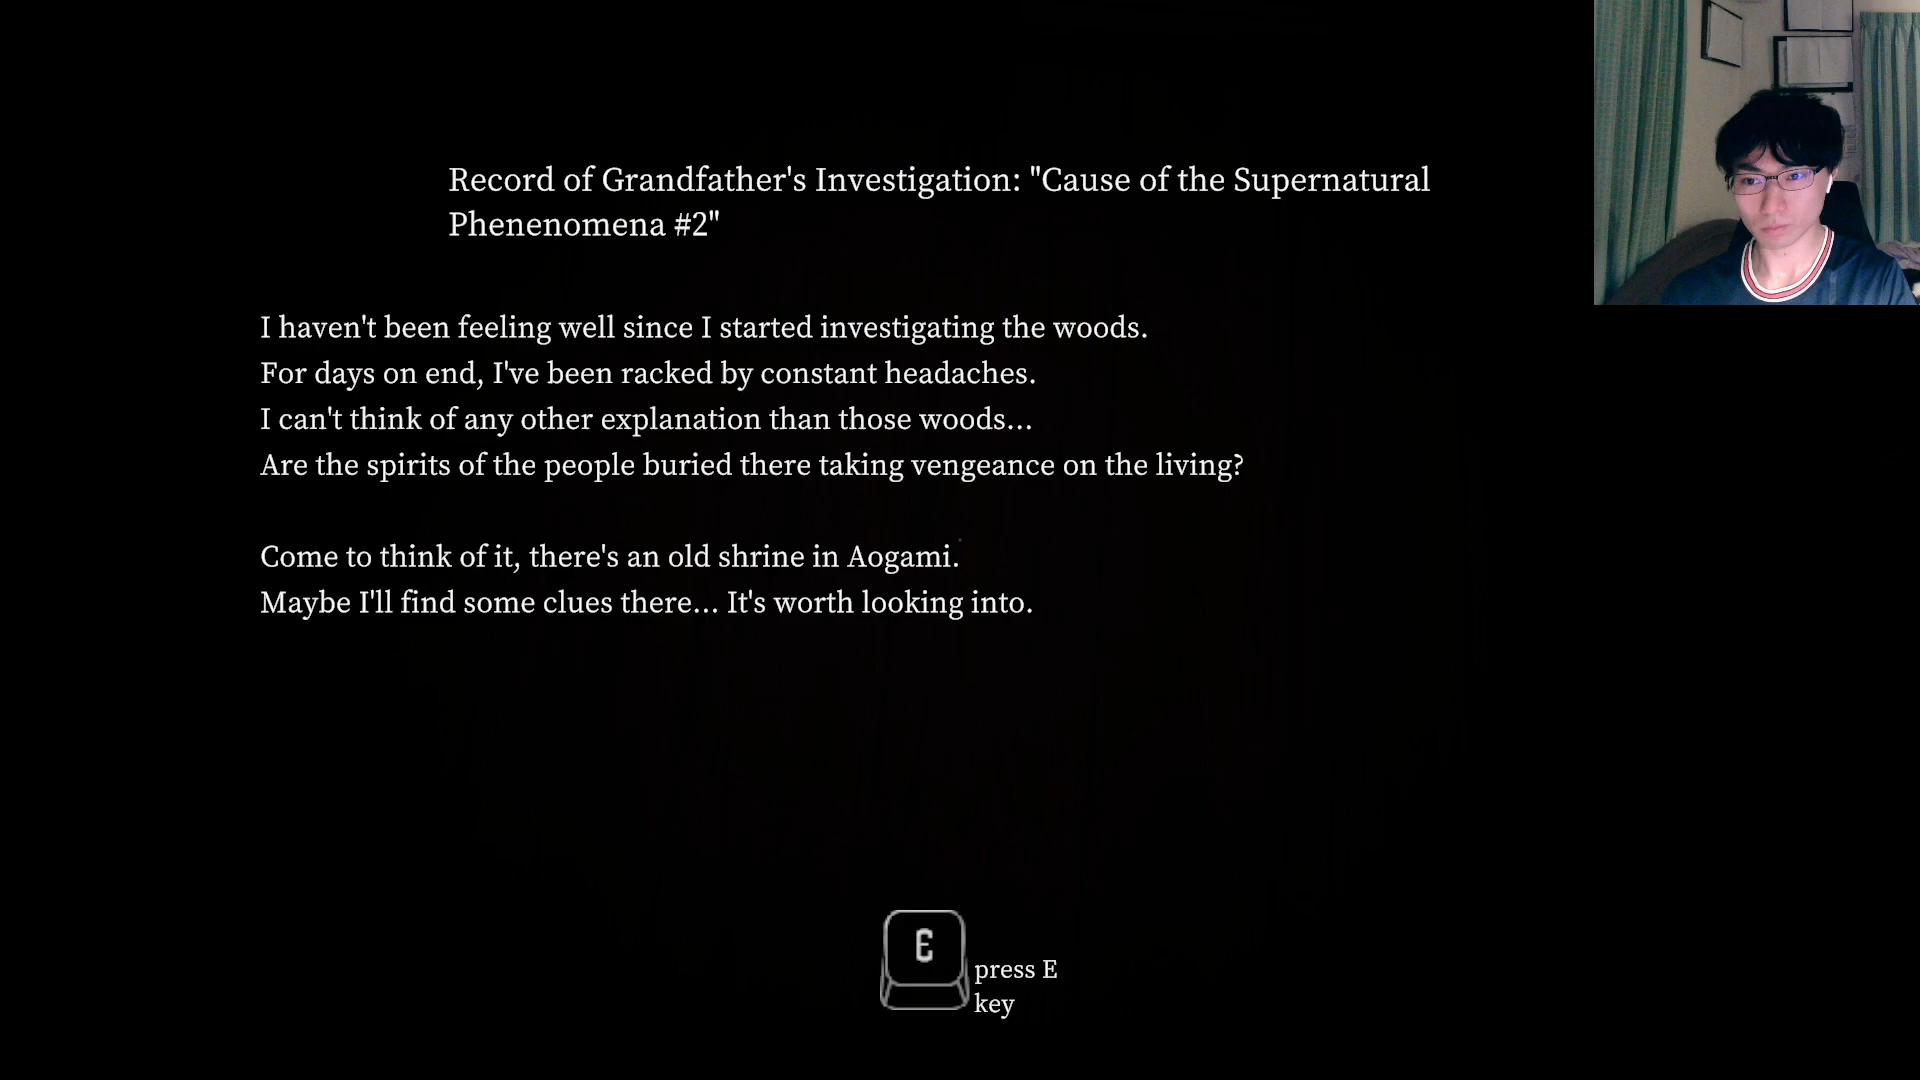 Record of Grandfather's Investigation: "Cause of the Supernatural
Phenenomena #2"
I haven't been feeling well since I started investigating the woods.
For days on end, I've been racked by constant headaches.
I can't think of any other explanation than those woods...
Are the spirits of the people buried there taking vengeance on the living?
Come to think of it, there's an old shrine in Aogami.
Maybe I'll find some clues there... It's worth looking into.
E
press E
key